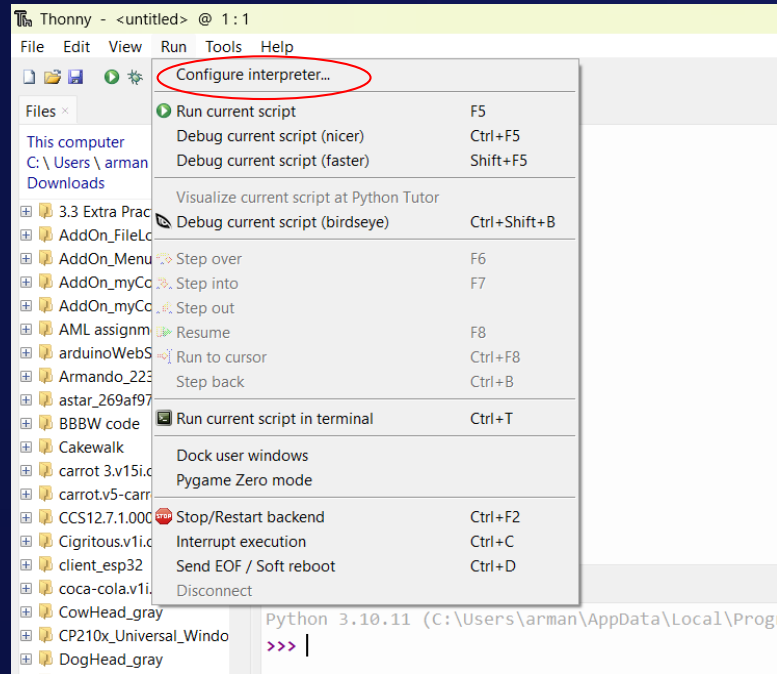 Thonny - <untitled> @ 1:1
File Edit View Run Tools Help
Configure interpreter...
Files ×
Run current script F5
This computer
Debug current script (nicer) Ctrl+F5
C: \ Users \ arman
Debug current script (faster) Shift+F5
Downloads
Visualize current script at Python Tutor
3.3 Extra Prac
Debug current script (birdseye) Ctrl+Shift+B
AddOn_FileLo
AddOn_Menu
Step over F6
AddOn_myCo
Step into F7
AddOn_myCo
Step out
AML assignm
Resume F8
arduinoWebS
Run to cursor Ctrl+F8
Armando_223
Step back Ctrl+B
astar_269af97
BBBW code
Run current script in terminal Ctrl+T
Cakewalk
Dock user windows
carrot 3.v15i.c
Pygame Zero mode
carrot.v5-carr
CCS12.7.1.000
STOP
Stop/Restart backend Ctrl+F2
Cigritous.v1i.c
Interrupt execution Ctrl+C
client_esp32
Send EOF / Soft reboot Ctrl+D
coca-cola.v1i.
Disconnect
CowHead_gray
Python 3.10.11 (C:\Users\arman\AppData\Local\Prog
CP210x_Universal_Windo
>>>
DogHead_gray